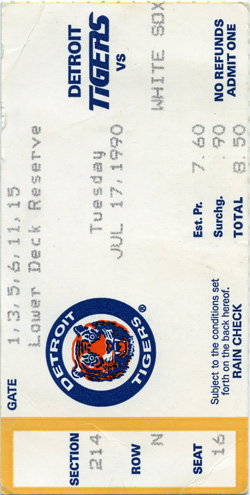 GATE 1,3,5,6,11,15
Lower Deck Reserve
DETROIT
TIGERS
VS
Tuesday
JUL 17,1990
WHITE SOX
DETROIT TIGERS ®
Est. Pr. 7.60
Surchg. .90
TOTAL 8.50
NO REFUNDS
ALLOWED
Subject to the conditions set
forth on the back hereof.
RAIN CHECK
SECTION 214
ROW N
SEAT 16